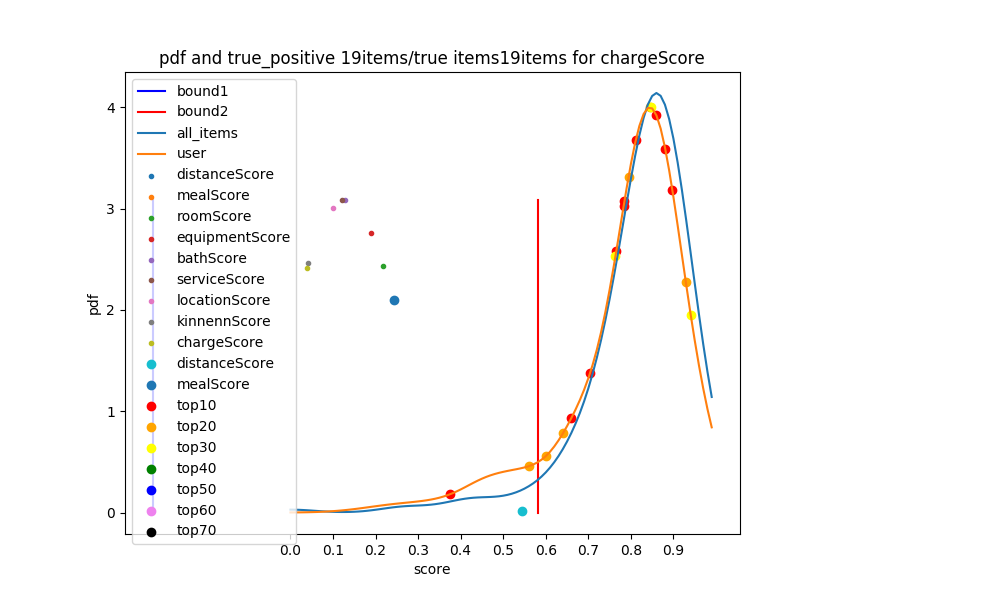 pdf and true_positive 19items/true items19items for chargeScore
bound1
bound2
all_items
user
distanceScore
mealScore
roomScore
equipmentScore
bathScore
serviceScore
locationScore
kinnennScore
chargeScore
distanceScore
mealScore
top10
top20
top30
top40
top50
top60
top70
pdf
4
3
2
1
0
0.0 0.1 0.2 0.3 0.4 0.5 0.6 0.7 0.8 0.9
score